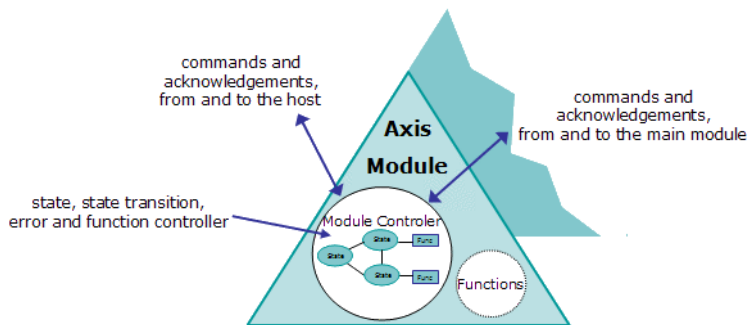 commands and
acknowledgements,
from and to the host
commands and
acknowledgements,
from and to the main module
Axis
Module
state, state transition,
error and function controller
Module Controler
State
Func
State
State
Func
Functions